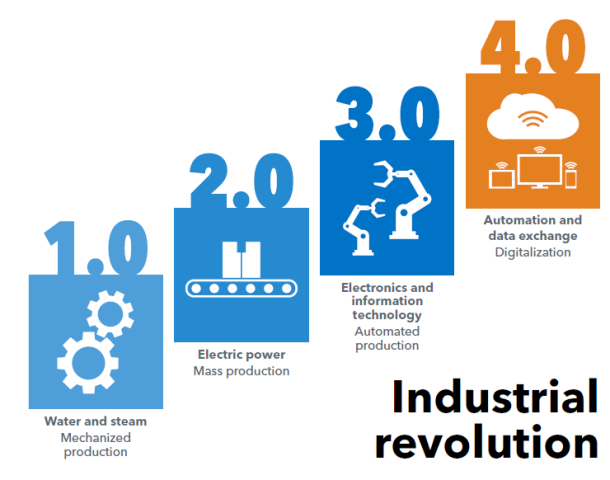 1.0
Water and steam
Mechanized
production
2.0
Electric power
Mass production
3.0
Electronics and
information
technology
Automated
production
4.0
Automation and
data exchange
Digitalization
Industrial
revolution